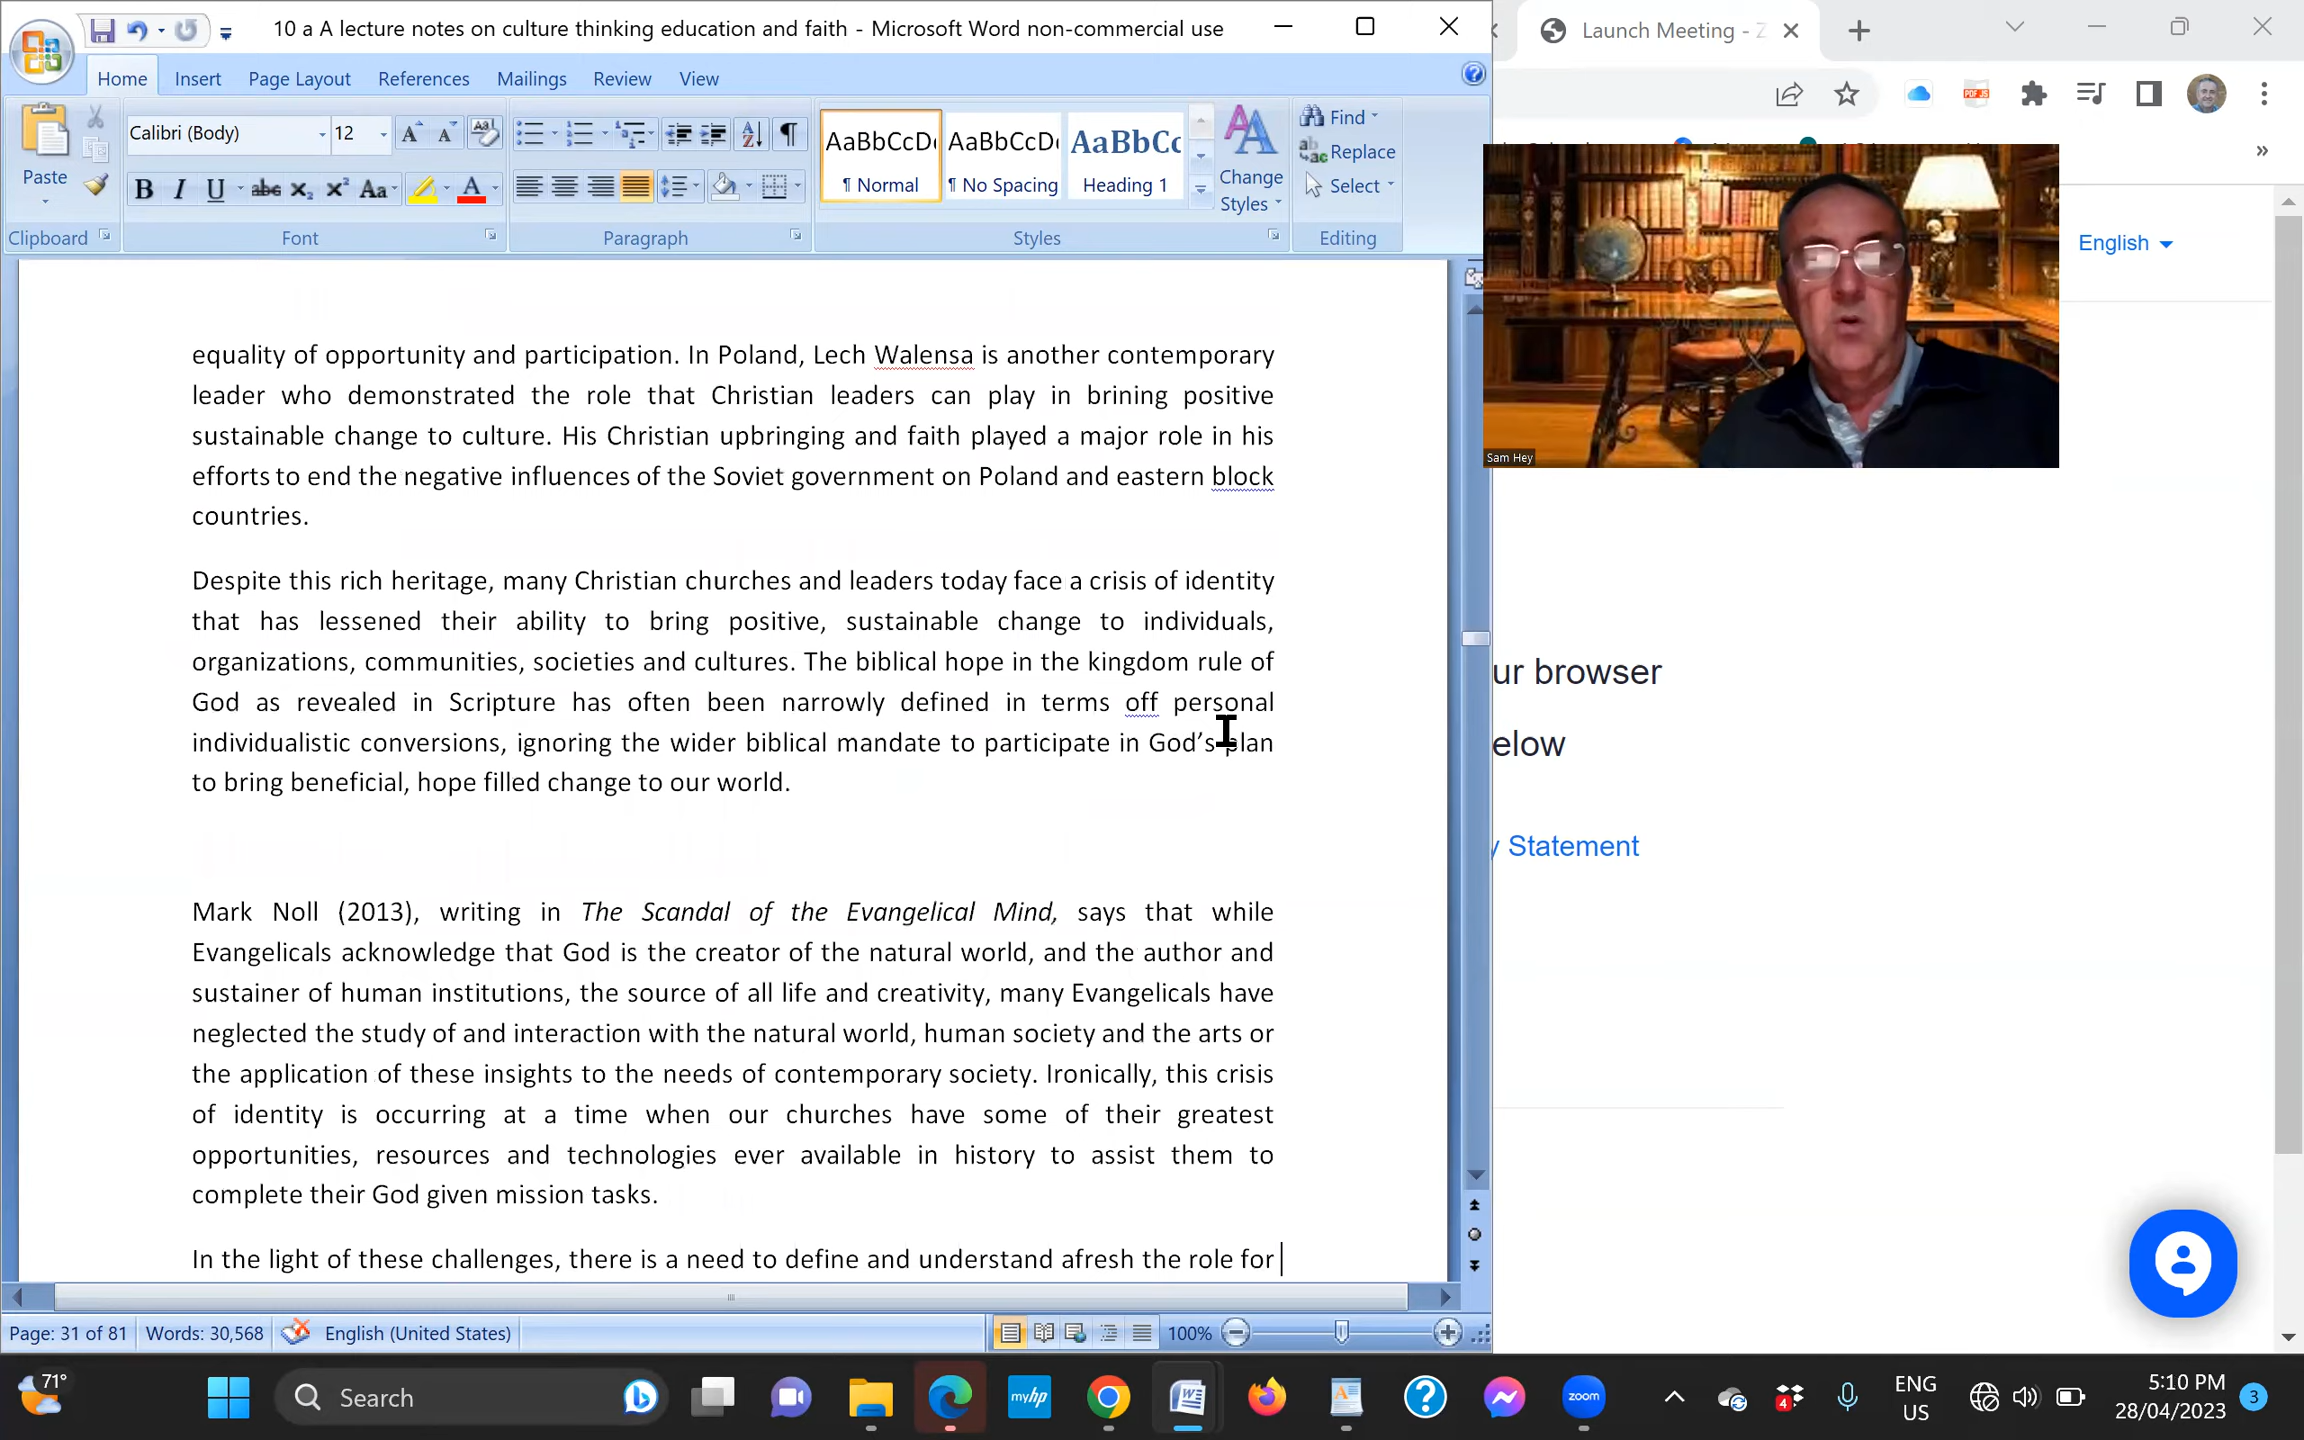 10 a A lecture notes on culture thinking education and faith - Microsoft Word non-commercial use
Launch Meeting - Z
Home Insert Page Layout References Mailings Review View
Calibri (Body) 12
AaBbCcDc AaBbCcDc AaBbCc
¶ Normal ¶ No Spacing Heading 1
Change Styles
Find
Replace
Select
Paste
Clipboard Font Paragraph Styles Editing
English
Sam Hey
equality of opportunity and participation. In Poland, Lech Walensa is another contemporary
leader who demonstrated the role that Christian leaders can play in brining positive
sustainable change to culture. His Christian upbringing and faith played a major role in his
efforts to end the negative influences of the Soviet government on Poland and eastern block
countries.
Despite this rich heritage, many Christian churches and leaders today face a crisis of identity
that has lessened their ability to bring positive, sustainable change to individuals,
organizations, communities, societies and cultures. The biblical hope in the kingdom rule of
God as revealed in Scripture has often been narrowly defined in terms off personal
individualistic conversions, ignoring the wider biblical mandate to participate in God's plan
to bring beneficial, hope filled change to our world.
Mark Noll (2013), writing in The Scandal of the Evangelical Mind, says that while
Evangelicals acknowledge that God is the creator of the natural world, and the author and
sustainer of human institutions, the source of all life and creativity, many Evangelicals have
neglected the study of and interaction with the natural world, human society and the arts or
the application of these insights to the needs of contemporary society. Ironically, this crisis
of identity is occurring at a time when our churches have some of their greatest
opportunities, resources and technologies ever available in history to assist them to
complete their God given mission tasks.
In the light of these challenges, there is a need to define and understand afresh the role for
ur browser
elow
y Statement
Page: 31 of 81 Words: 30,568 English (United States) 100%
71°
Search
myhp
zoom
4
ENG
US
5:10 PM
28/04/2023
3